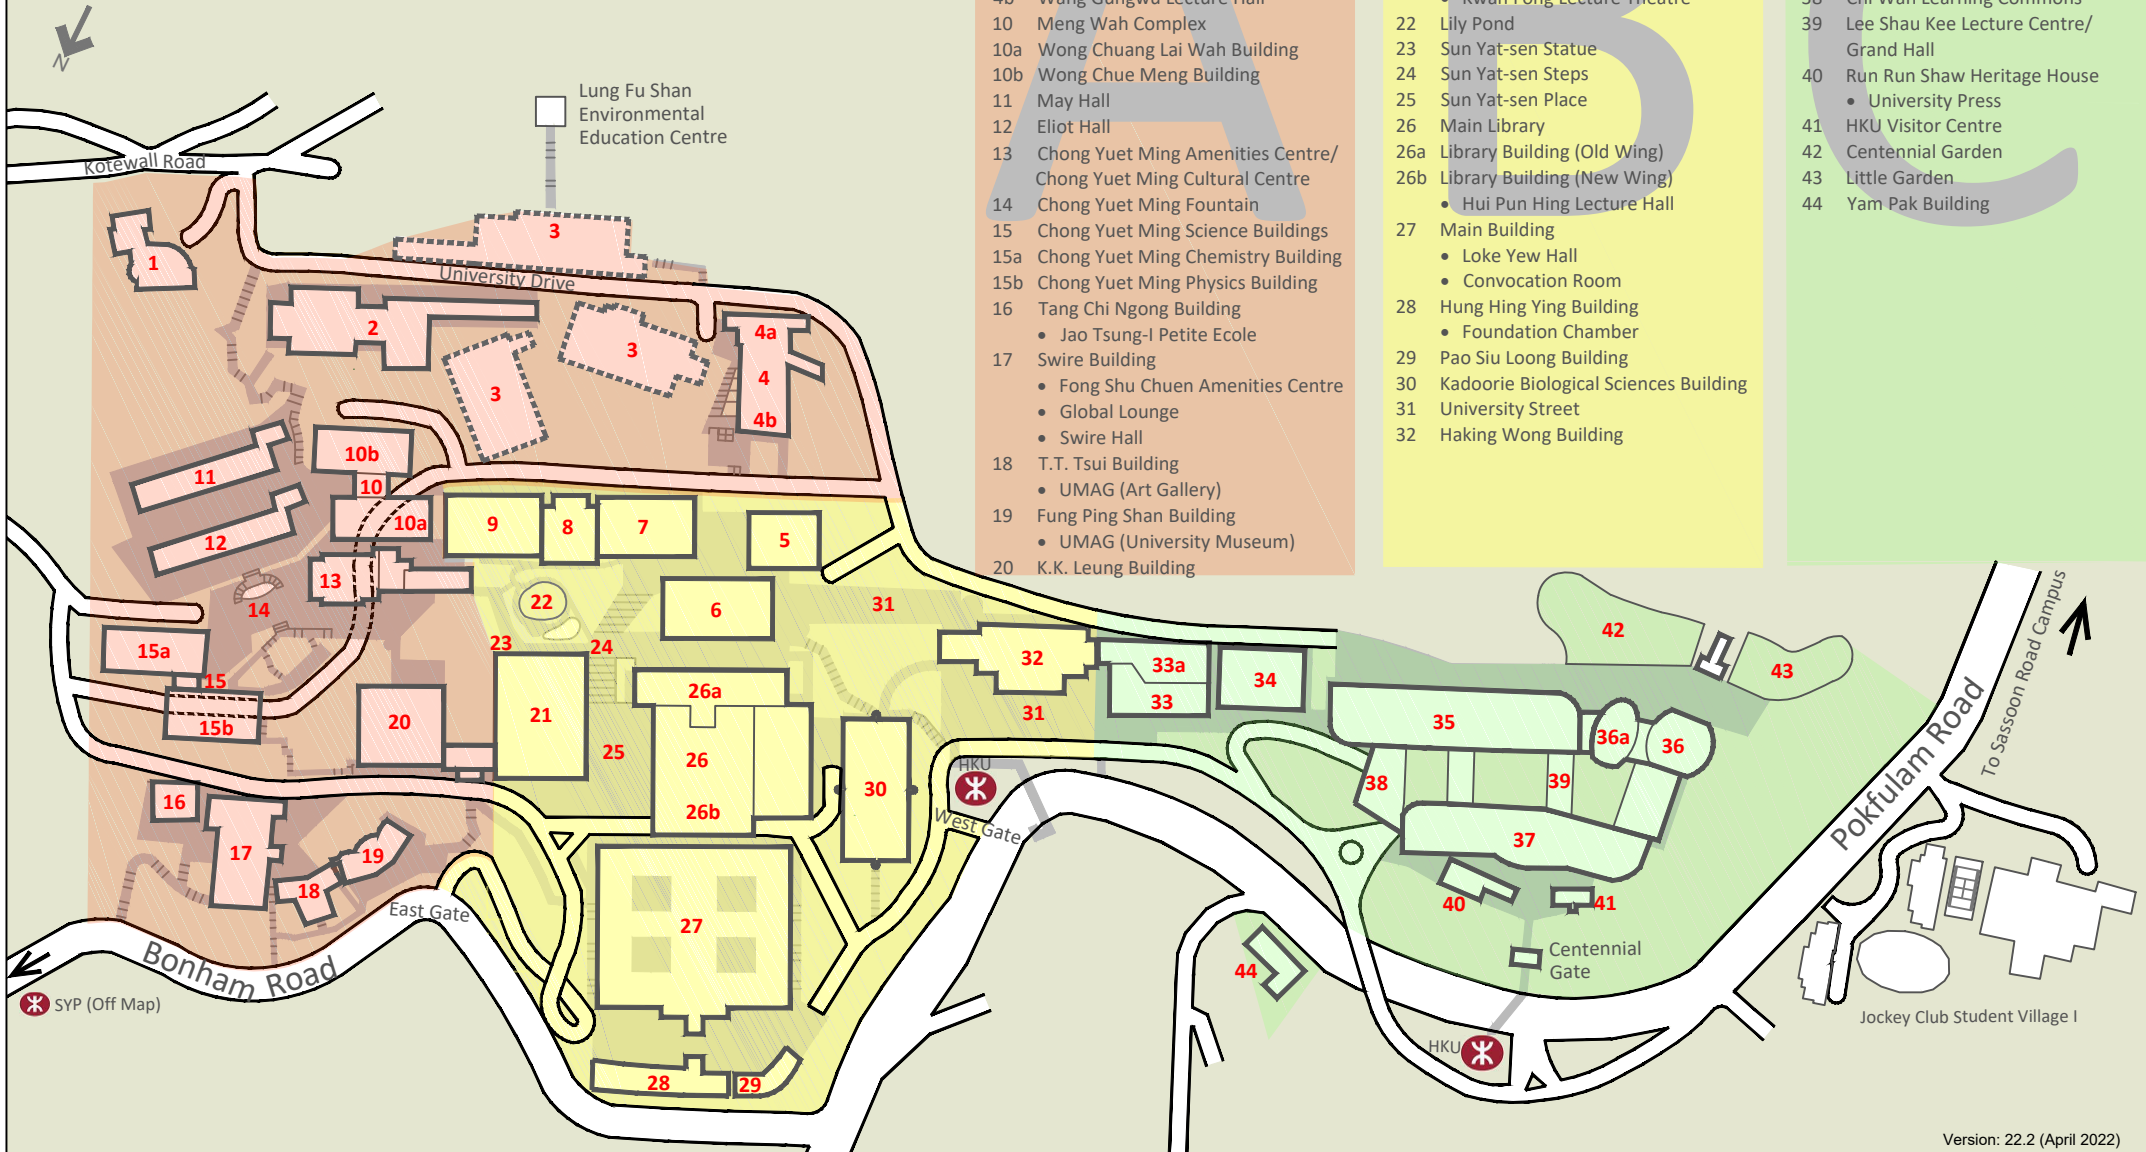 4b Wang Gungwu Lecture Hall
10 Meng Wah Complex
10a Wong Chuang Lai Wah Building
10b Wong Chue Meng Building
11 May Hall
12 Eliot Hall
13 Chong Yuet Ming Amenities Centre/
Chong Yuet Ming Cultural Centre
14 Chong Yuet Ming Fountain
15 Chong Yuet Ming Science Buildings
15a Chong Yuet Ming Chemistry Building
15b Chong Yuet Ming Physics Building
16 Tang Chi Ngong Building
• Jao Tsung-I Petite Ecole
17 Swire Building
• Fong Shu Chuen Amenities Centre
• Global Lounge
• Swire Hall
18 T.T. Tsui Building
• UMAG (Art Gallery)
19 Fung Ping Shan Building
• UMAG (University Museum)
20 K.K. Leung Building
A
• Kwan Fong Lecture Theatre
22 Lily Pond
23 Sun Yat-sen Statue
24 Sun Yat-sen Steps
25 Sun Yat-sen Place
26 Main Library
26a Library Building (Old Wing)
26b Library Building (New Wing)
• Hui Pun Hing Lecture Hall
27 Main Building
• Loke Yew Hall
• Convocation Room
28 Hung Hing Ying Building
• Foundation Chamber
29 Pao Siu Loong Building
30 Kadoorie Biological Sciences Building
31 University Street
32 Haking Wong Building
B
38 Chi Wah Learning Commons
39 Lee Shau Kee Lecture Centre/
Grand Hall
40 Run Run Shaw Heritage House
• University Press
41 HKU Visitor Centre
42 Centennial Garden
43 Little Garden
44 Yam Pak Building
C
N
Lung Fu Shan
Environmental
Education Centre
Kotewall Road
University Drive
1
3
2
3
3
4a
4
4b
10b
10
10a
11
12
13
14
9
8
7
5
6
22
23
24
31
15a
15
15b
20
21
25
26a
26
26b
32
31
33a
33
34
35
36a
36
38
39
37
42
43
30
HKU
West Gate
16
17
18
19
East Gate
27
28
29
40
41
44
Centennial
Gate
HKU
Bonham Road
SYP (Off Map)
Pokfulam Road
To Sassoon Road Campus
Jockey Club Student Village I
Version: 22.2 (April 2022)